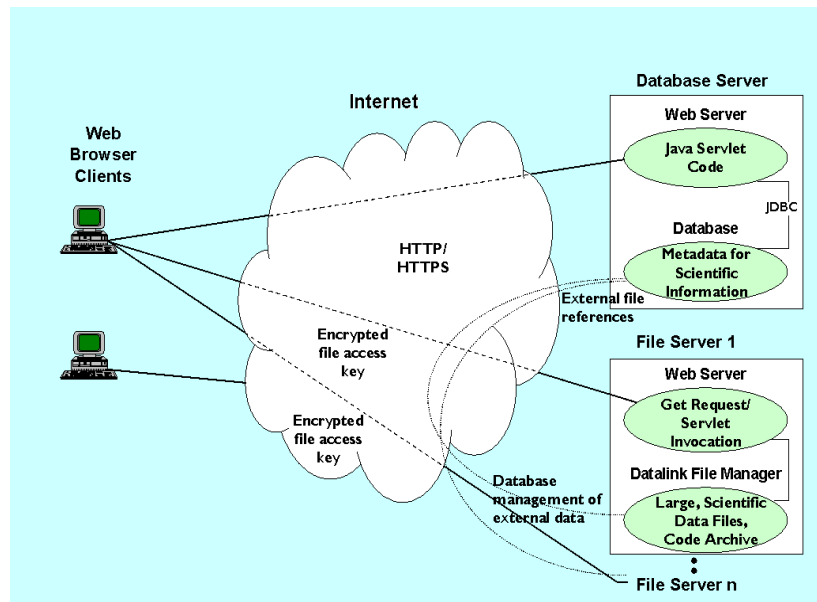 Database Server
Internet
Web Server
Web
Browser
Clients
Java Servlet
Code
JDBC
Database
HTTP/
HTTPS
Metadata for
Scientific
Information
External file
references
Encrypted
file access
key
File Server 1
Web Server
Get Request/
Servlet
Invocation
Encrypted
file access
key
Datalink File Manager
Database
management of
external data
Large, Scientific
Data Files,
Code Archive
File Server n